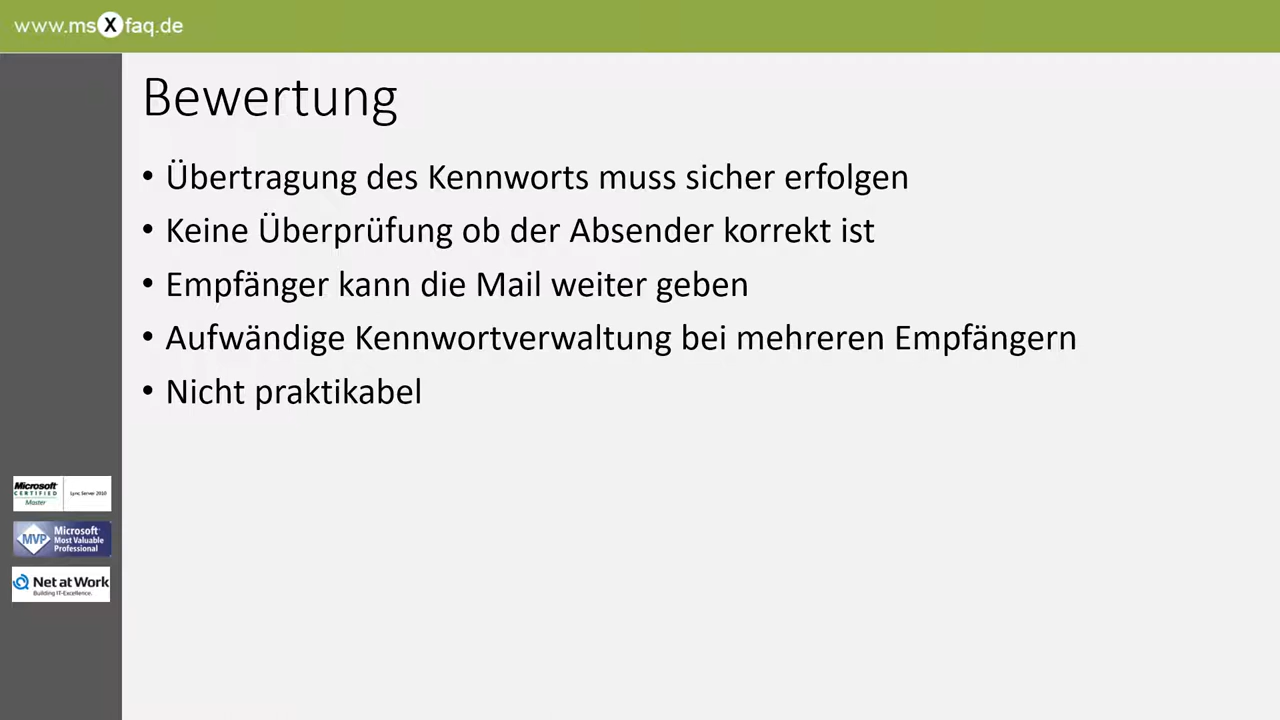 www.msXfaq.de
Bewertung
• Übertragung des Kennworts muss sicher erfolgen
• Keine Überprüfung ob der Absender korrekt ist
• Empfänger kann die Mail weiter geben
• Aufwändige Kennwortverwaltung bei mehreren Empfängern
• Nicht praktikabel
Microsoft
CERTIFIED
Master
Lync Server 2010
MVP
Microsoft
Most Valuable
Professional
Net at Work
Building IT-Excellence.